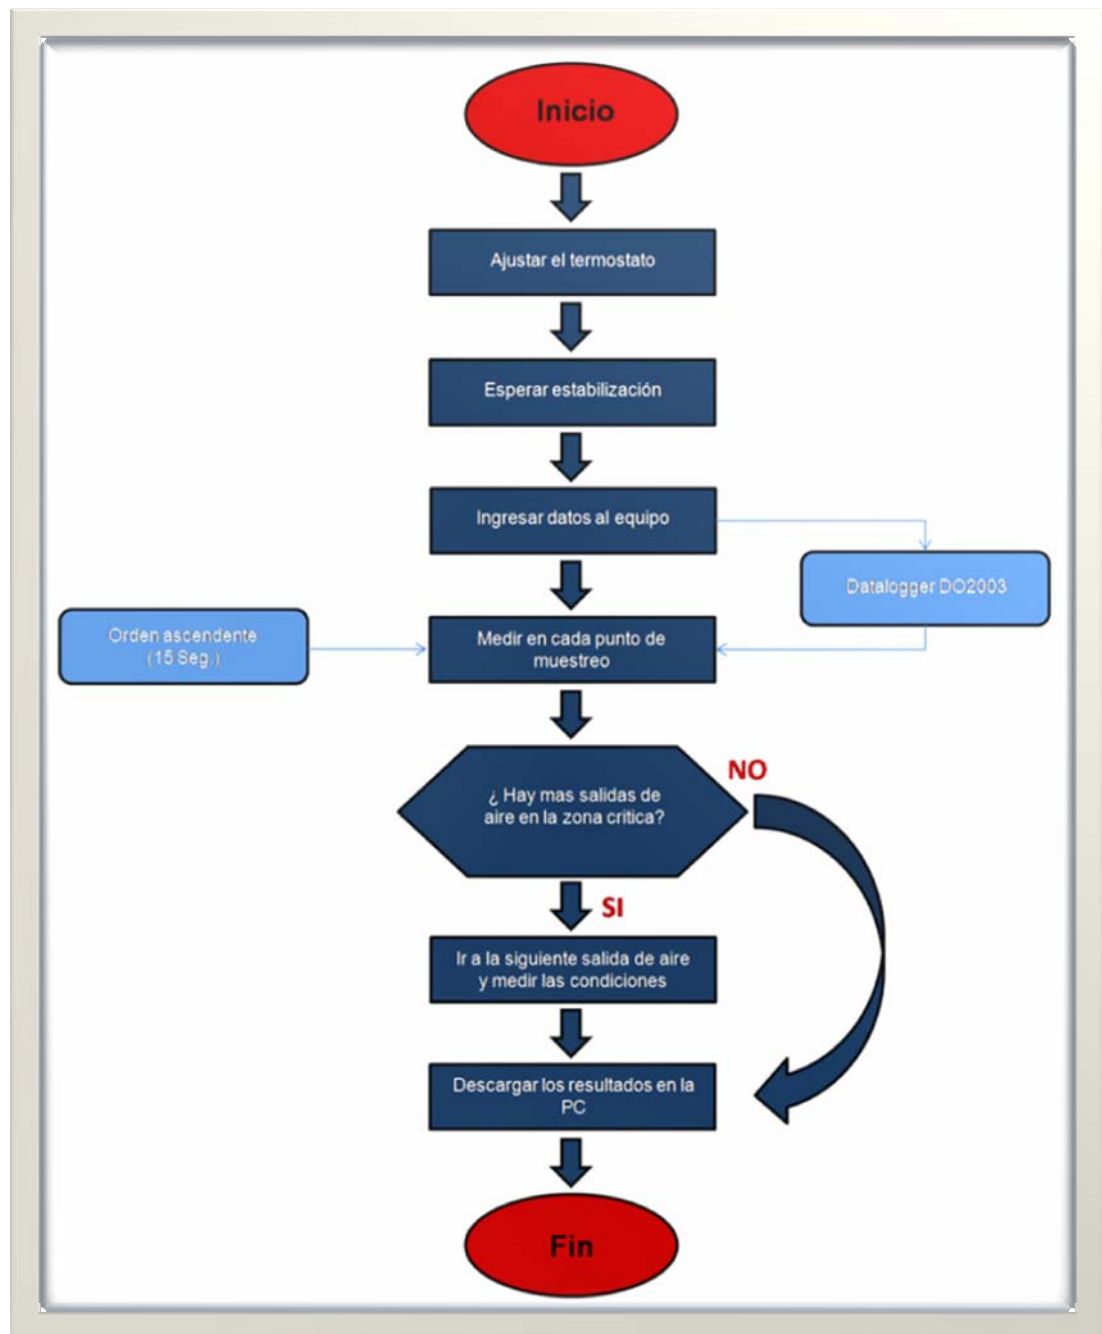 Inicio
Ajustar el termostato
Esperar estabilización
Ingresar datos al equipo
Datalogger DO2003
Orden ascendente
(15 Seg.)
Medir en cada punto de
muestreo
¿ Hay mas salidas de
aire en la zona critica?
NO
SI
Ir a la siguiente salida de aire
y medir las condiciones
Descargar los resultados en la
PC
Fin